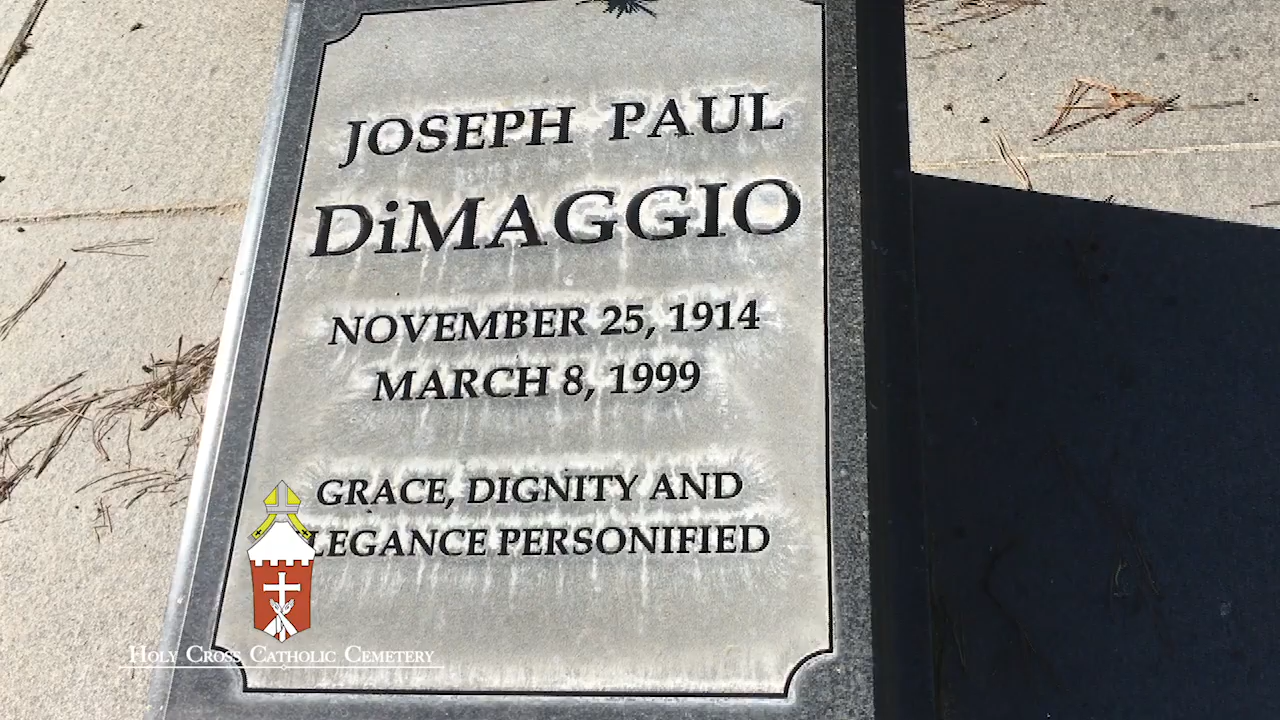 JOSEPH PAUL
DiMAGGIO
NOVEMBER 25, 1914
MARCH 8, 1999
GRACE, DIGNITY AND
LEGANCE PERSONIFIED
Holy Cross Catholic Cemetery